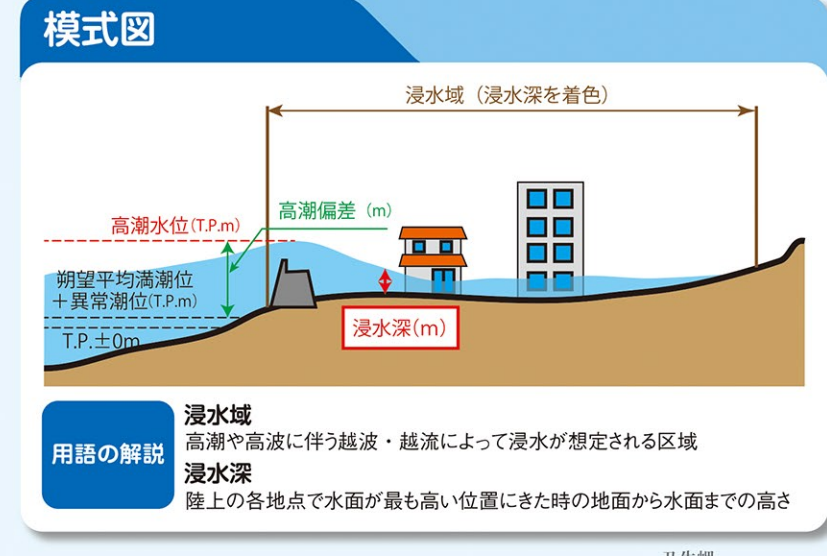 模式図
浸水域（浸水深を着色）
高潮偏差（m）
高潮水位(T.P.m)
朔望平均満潮位
＋異常潮位(T.P.m)
T.P.±0m
浸水深(m)
用語の解説
浸水域
高潮や高波に伴う越波・越流によって浸水が想定される区域
浸水深
陸上の各地点で水面が最も高い位置にきた時の地面から水面までの高さ